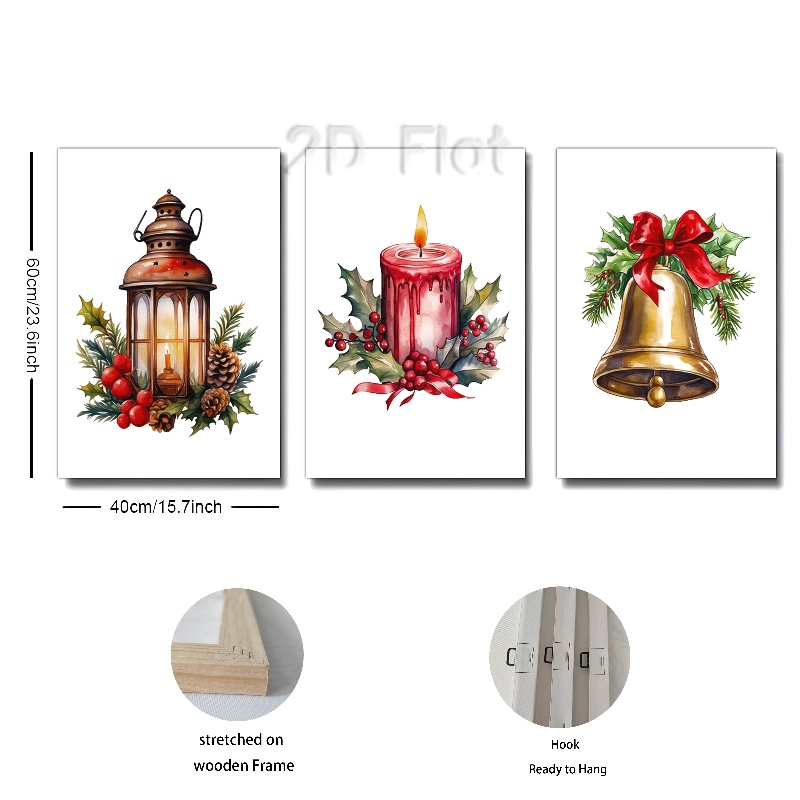 2D Flat
60cm/23.6inch
40cm/15.7inch
stretched on
wooden Frame
Hook
Ready to Hang